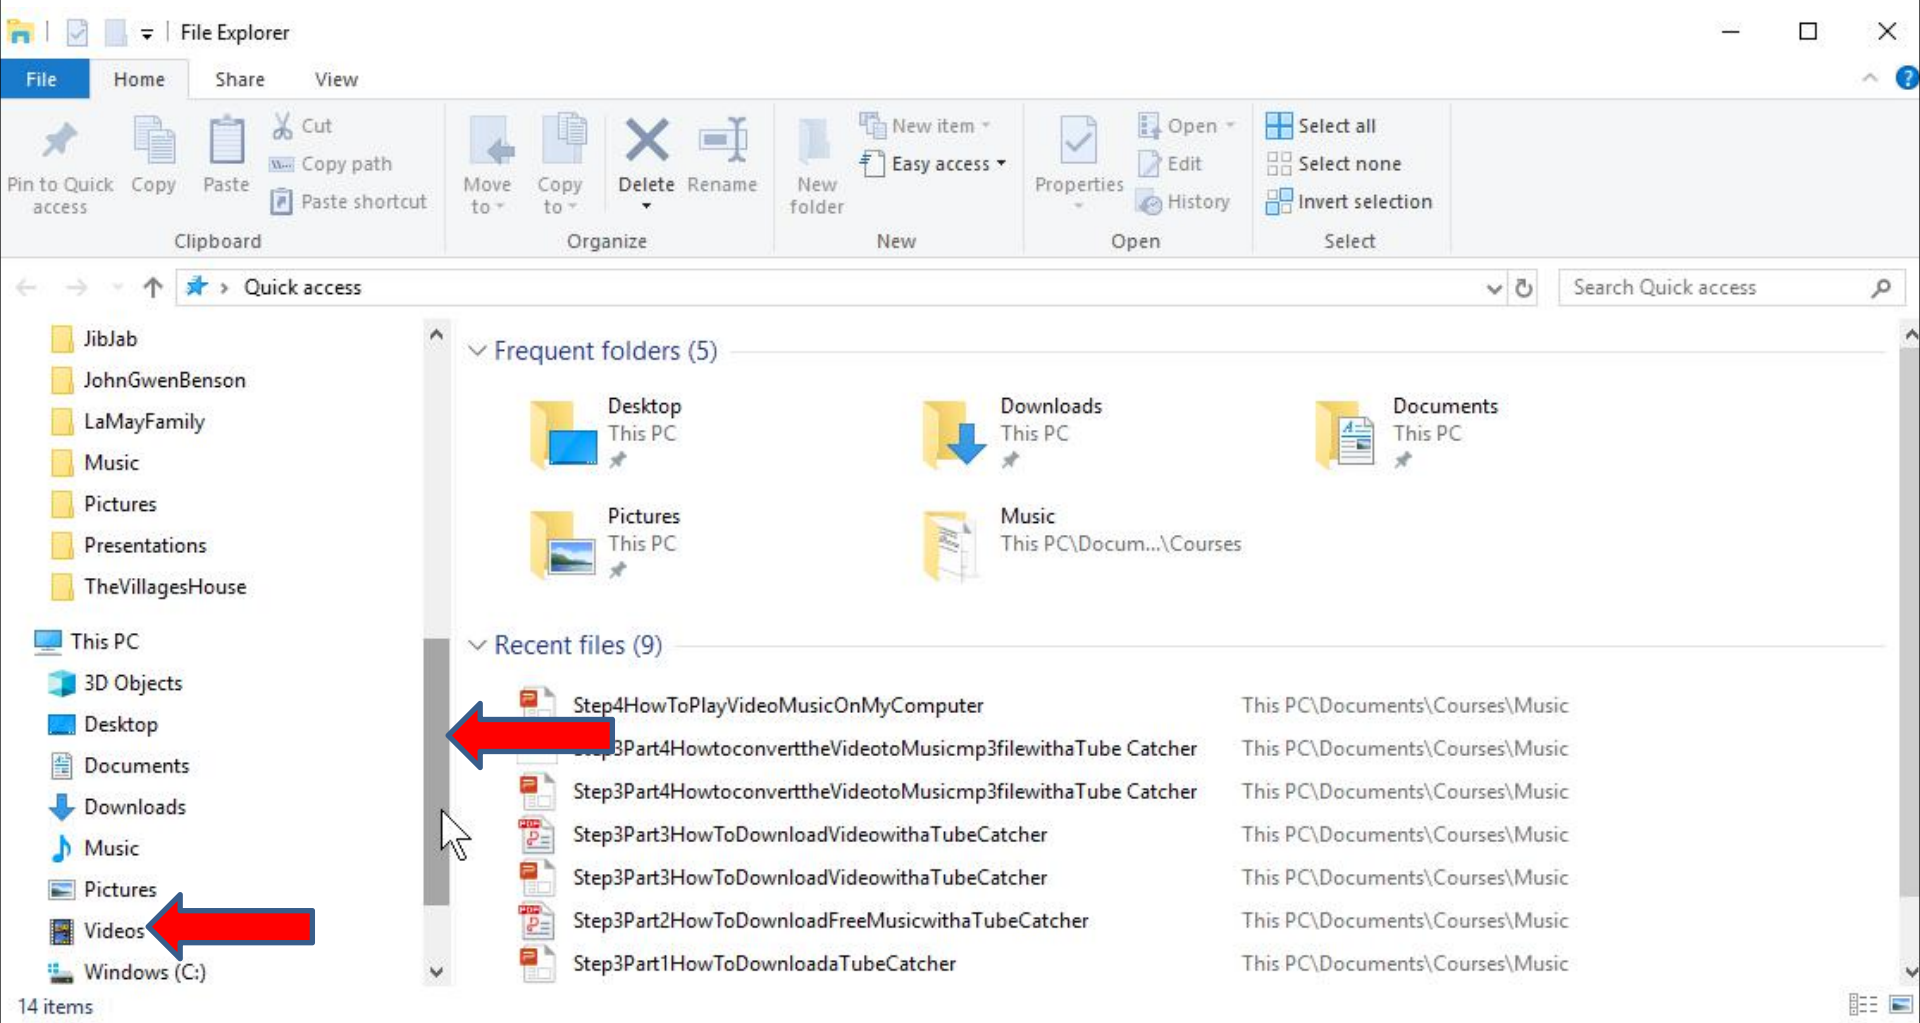 File Explorer
File Home Share View
Pin to Quick access
Copy
Paste
Cut
Copy path
Paste shortcut
Clipboard
Move to
Copy to
Delete
Rename
Organize
New folder
New item
Easy access
New
Properties
Open
Edit
History
Open
Select all
Select none
Invert selection
Select
Quick access
Search Quick access
JibJab
JohnGwenBenson
LaMayFamily
Music
Pictures
Presentations
TheVillagesHouse
This PC
3D Objects
Desktop
Documents
Downloads
Music
Pictures
Videos
Windows (C:)
Frequent folders (5)
Desktop
This PC
Downloads
This PC
Documents
This PC
Pictures
This PC
Music
This PC\Docum...\Courses
Recent files (9)
Step4HowToPlayVideoMusicOnMyComputer This PC\Documents\Courses\Music
Step3Part4HowtoconverttheVideotoMusicmp3filewithaTube Catcher This PC\Documents\Courses\Music
Step3Part4HowtoconverttheVideotoMusicmp3filewithaTube Catcher This PC\Documents\Courses\Music
Step3Part3HowToDownloadVideowithaTubeCatcher This PC\Documents\Courses\Music
Step3Part3HowToDownloadVideowithaTubeCatcher This PC\Documents\Courses\Music
Step3Part2HowToDownloadFreeMusicwithaTubeCatcher This PC\Documents\Courses\Music
Step3Part1HowToDownloadaTubeCatcher This PC\Documents\Courses\Music
14 items